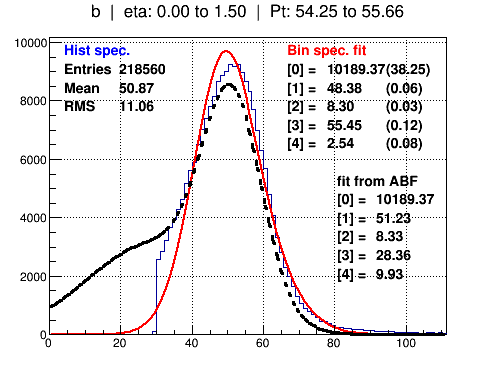 b | eta: 0.00 to 1.50 | Pt: 54.25 to 55.66
Hist spec.
Entries 218560
Mean 50.87
RMS 11.06
Bin spec. fit
[0] = 10189.37(38.25)
[1] = 48.38 (0.06)
[2] = 8.30 (0.03)
[3] = 55.45 (0.12)
[4] = 2.54 (0.08)
fit from ABF
[0] = 10189.37
[1] = 51.23
[2] = 8.33
[3] = 28.36
[4] = 9.93
10000
8000
6000
4000
2000
0
0 20 40 60 80 100